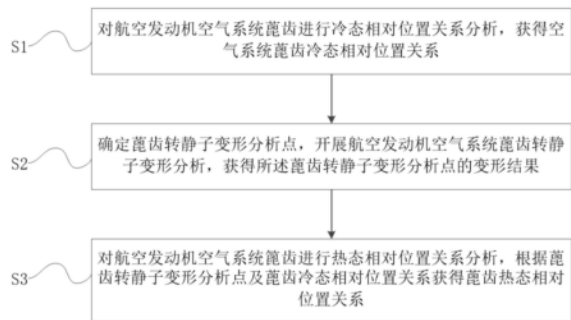 S1
对航空发动机空气系统蓖齿进行冷态相对位置关系分析，获得空
气系统蓖齿冷态相对位置关系
S2
确定蓖齿转静子变形分析点，开展航空发动机空气系统蓖齿转静
子变形分析，获得所述蓖齿转静子变形分析点的变形结果
S3
对航空发动机空气系统蓖齿进行热态相对位置关系分析，根据蓖
齿转静子变形分析点及蓖齿冷态相对位置关系获得蓖齿热态相对
位置关系